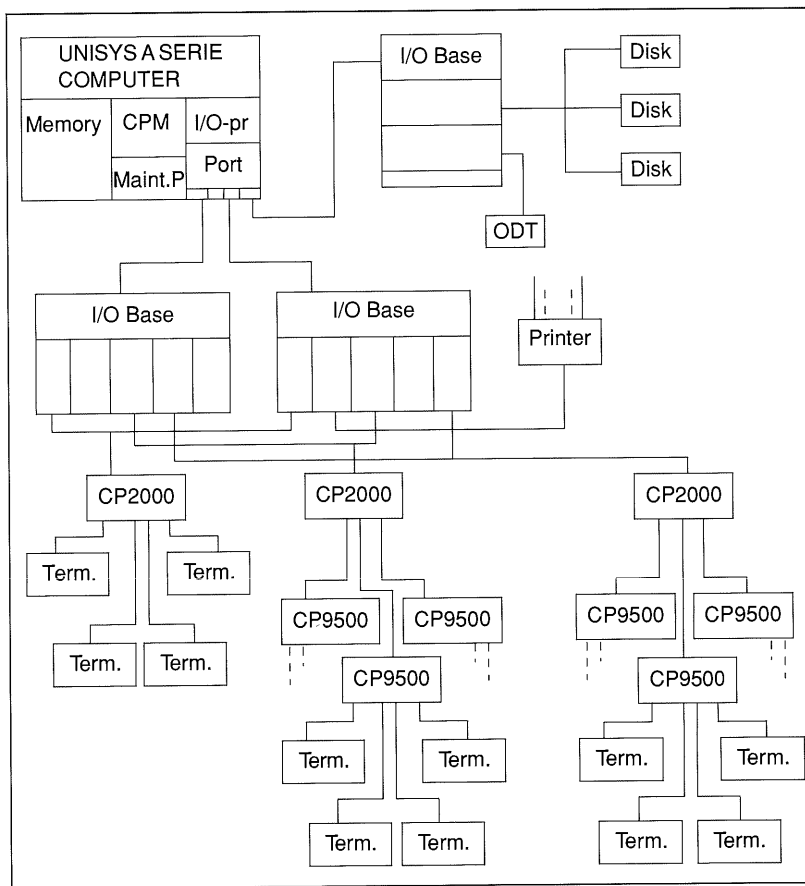 UNISYS A SERIE
COMPUTER
Memory
CPM
I/O-pr
Maint.P
Port
I/O Base
Disk
Disk
Disk
ODT
I/O Base
I/O Base
Printer
CP2000
CP2000
CP2000
Term.
Term.
Term.
Term.
CP9500
CP9500
CP9500
Term.
Term.
Term.
Term.
CP9500
CP9500
CP9500
Term.
Term.
Term.
Term.